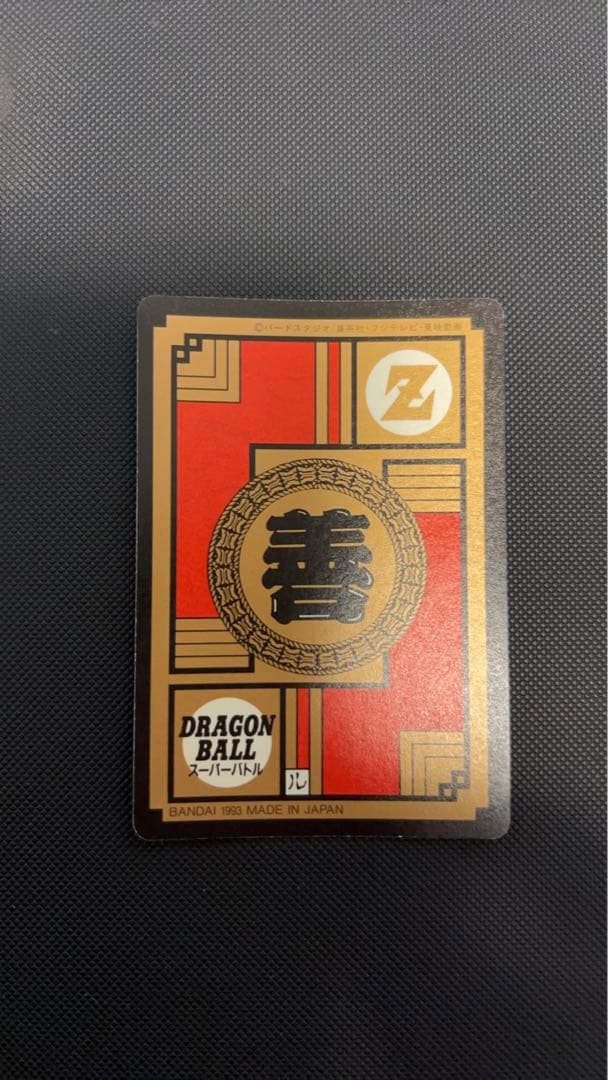 ©バードスタジオ/集英社・フジテレビ・東映動画
Z
善
DRAGON
BALL
スーパーバトル
ル
BANDAI 1993 MADE IN JAPAN